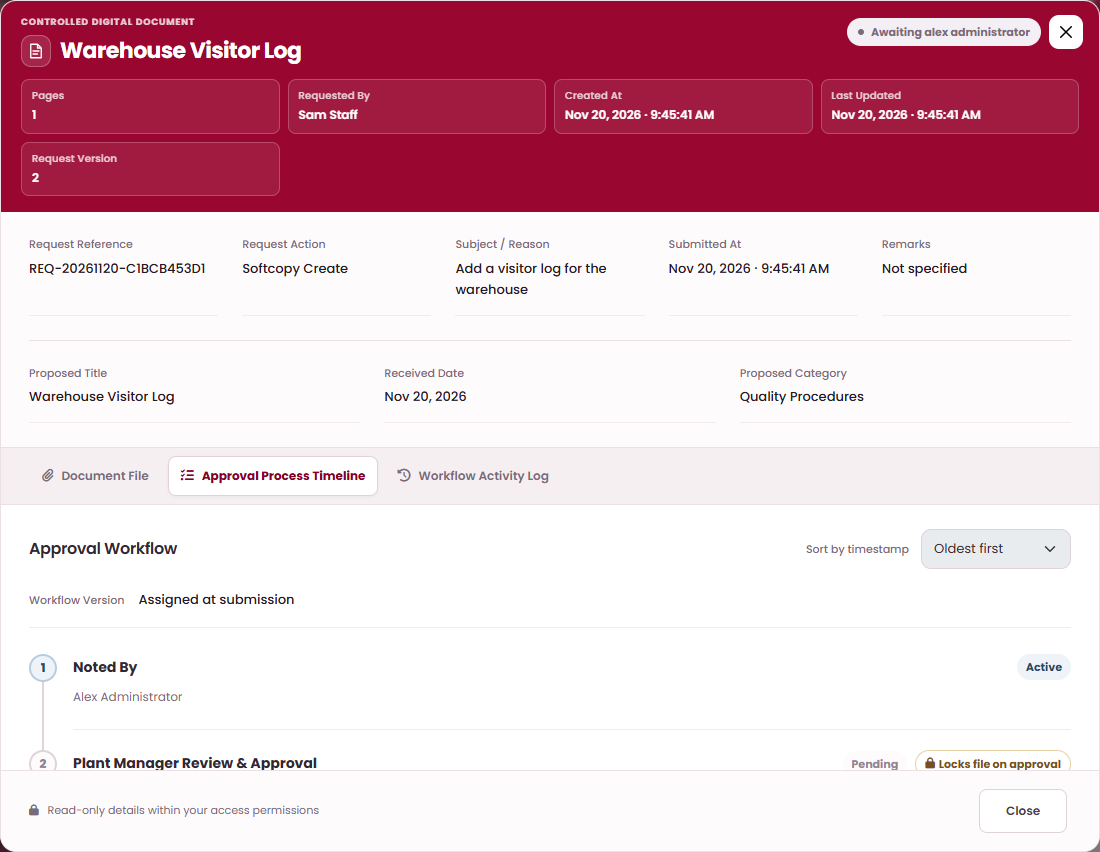 CONTROLLED DIGITAL DOCUMENT
Warehouse Visitor Log
Awaiting alex administrator
Pages
1
Requested By
Sam Staff
Created At
Nov 20, 2026 · 9:45:41 AM
Last Updated
Nov 20, 2026 · 9:45:41 AM
Request Version
2
Request Reference
REQ-20261120-C1BCB453D1
Request Action
Softcopy Create
Subject / Reason
Add a visitor log for the
warehouse
Submitted At
Nov 20, 2026 · 9:45:41 AM
Remarks
Not specified
Proposed Title
Warehouse Visitor Log
Received Date
Nov 20, 2026
Proposed Category
Quality Procedures
Document File
Approval Process Timeline
Workflow Activity Log
Approval Workflow
Sort by timestamp
Oldest first
Workflow Version Assigned at submission
1
Noted By
Active
Alex Administrator
2
Plant Manager Review & Approval
Pending
Locks file on approval
Read-only details within your access permissions
Close